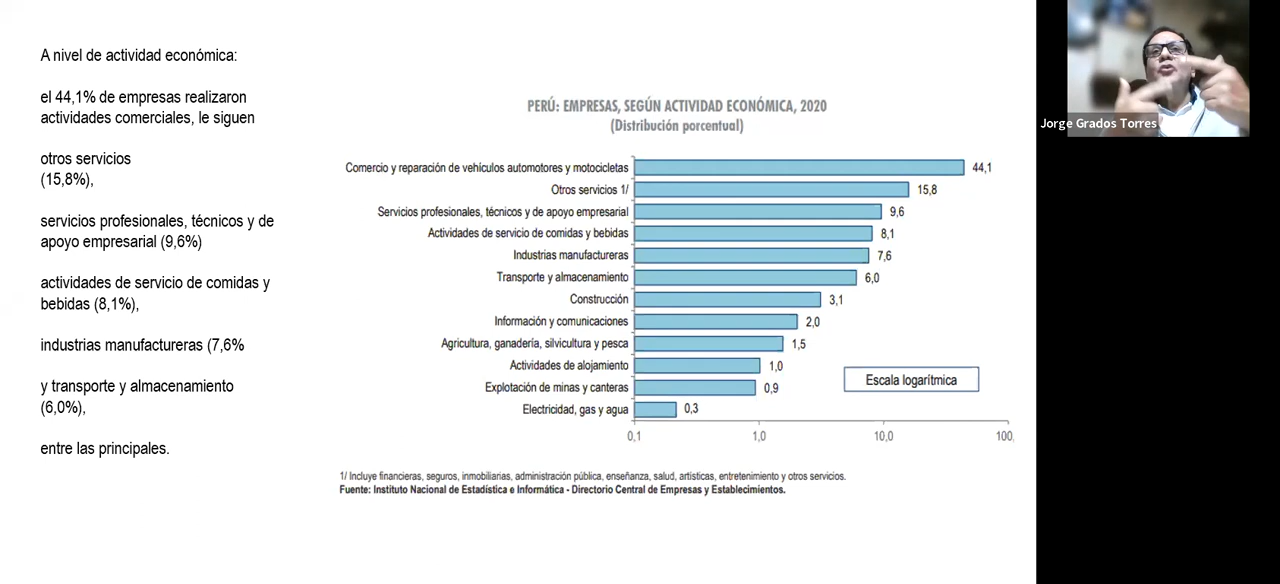 A nivel de actividad económica:
el 44,1% de empresas realizaron
actividades comerciales, le siguen
otros servicios
(15,8%),
servicios profesionales, técnicos y de
apoyo empresarial (9,6%)
actividades de servicio de comidas y
bebidas (8,1%),
industrias manufactureras (7,6%
y transporte y almacenamiento
(6,0%),
entre las principales.
PERÚ: EMPRESAS, SEGÚN ACTIVIDAD ECONÓMICA, 2020
(Distribución porcentual)
Comercio y reparación de vehículos automotores y motocicletas 44,1
Otros servicios 1/ 15,8
Servicios profesionales, técnicos y de apoyo empresarial 9,6
Actividades de servicio de comidas y bebidas 8,1
Industrias manufactureras 7,6
Transporte y almacenamiento 6,0
Construcción 3,1
Información y comunicaciones 2,0
Agricultura, ganadería, silvicultura y pesca 1,5
Actividades de alojamiento 1,0
Explotación de minas y canteras 0,9
Electricidad, gas y agua 0,3
Escala logarítmica
0,1 1,0 10,0 100,
1/ Incluye financieras, seguros, inmobiliarias, administración pública, enseñanza, salud, artísticas, entretenimiento y otros servicios.
Fuente: Instituto Nacional de Estadística e Informática - Directorio Central de Empresas y Establecimientos.
Jorge Grados Torres